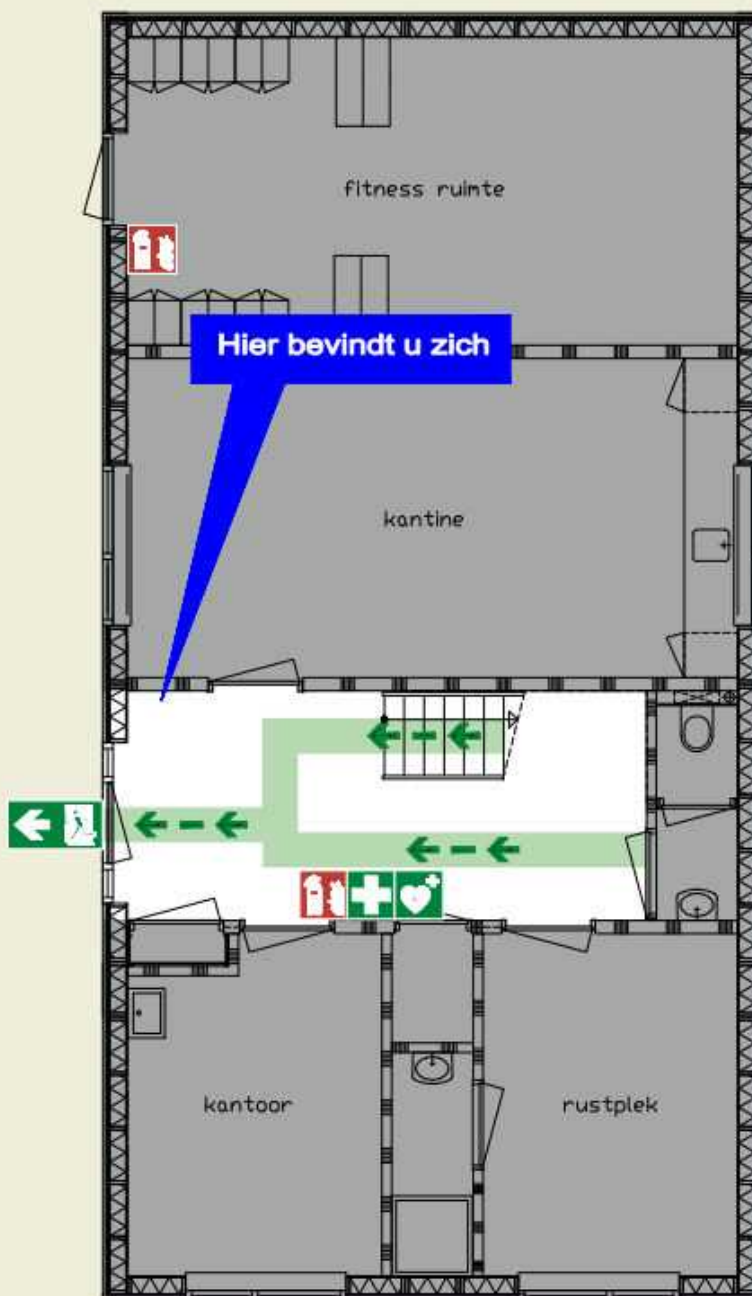 fitness ruimte
Hier bevindt u zich
kantine
kantoor
rustplek